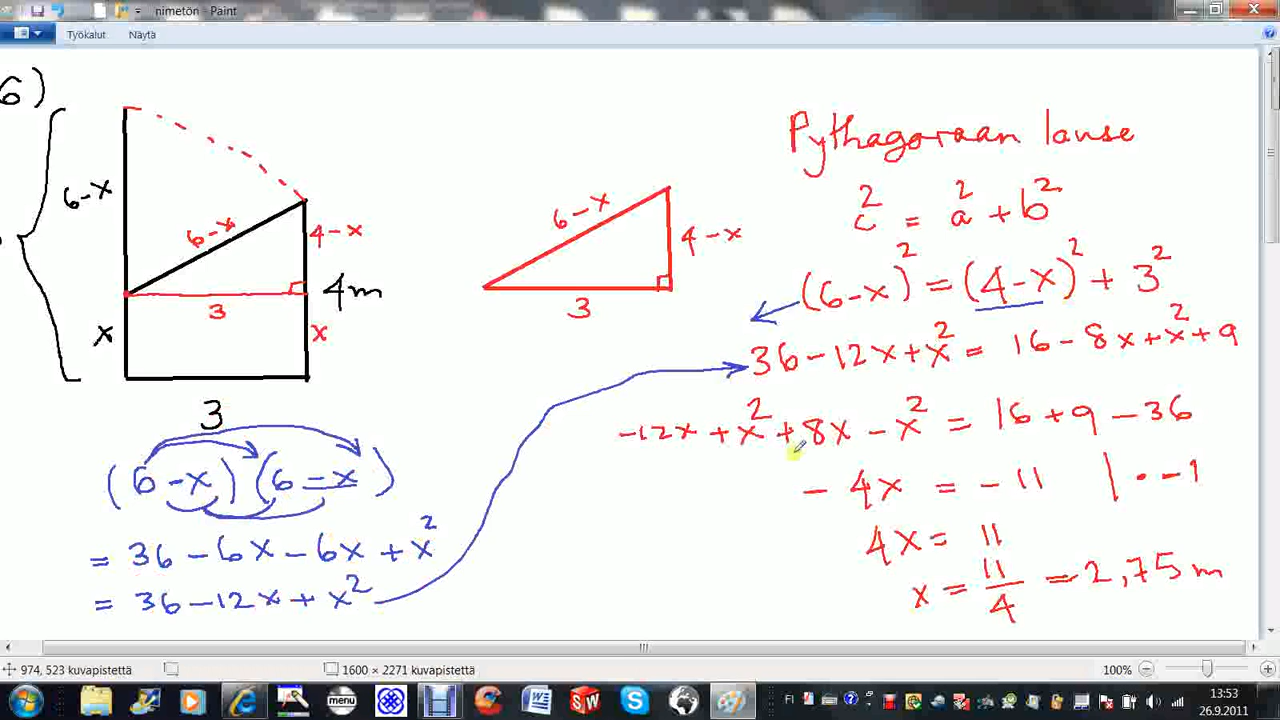 nimetön - Paint
Työkalut Näytä
6)
6-x
6-x
4-x
4m
3
x
x
3
6-x
4-x
3
Pythagoraan lause
c² = a² + b²
(6-x)² = (4-x)² + 3²
36-12x+x² = 16-8x+x²+9
-12x+x²+8x-x² = 16+9-36
-4x = -11 | · -1
4x = 11
x = 11/4 = 2,75 m
(6-x)(6-x)
= 36-6x-6x+x²
= 36-12x+x²
974, 523 kuvapistettä 1600 × 2271 kuvapistettä 100%
menu
FI
13:53
26.9.2011